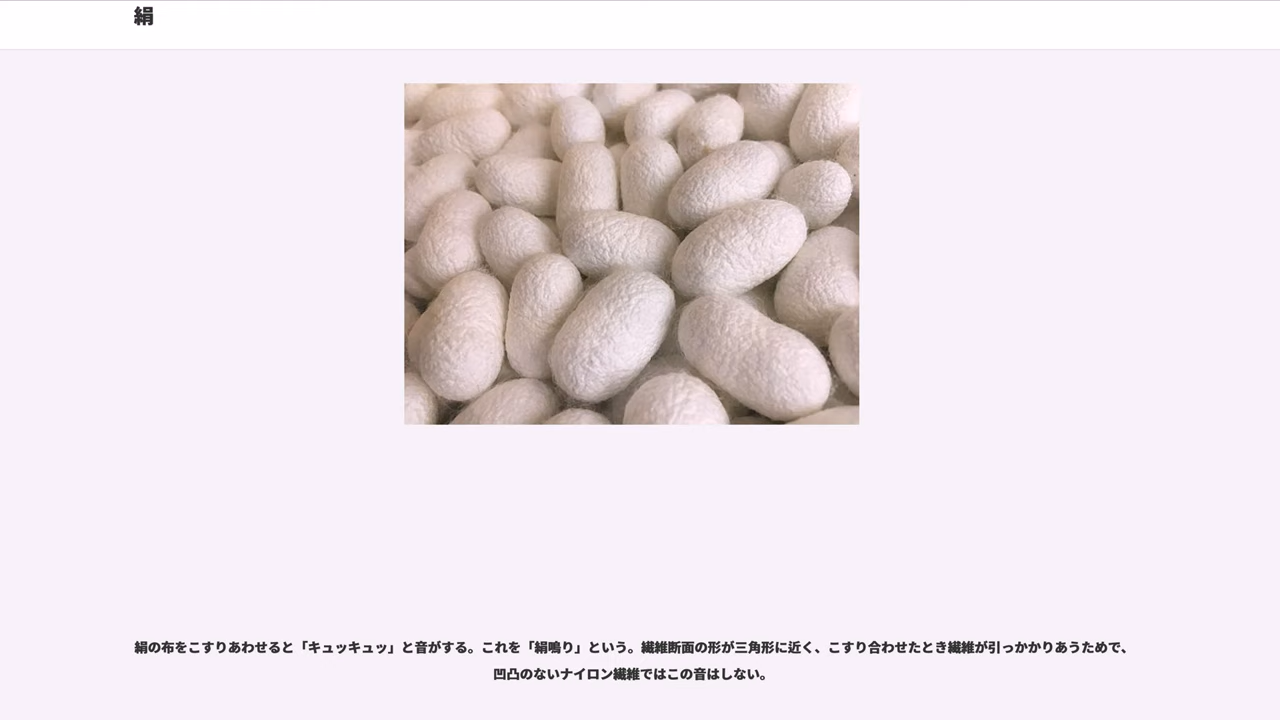 絹
絹の布をこすりあわせると「キュッキュッ」と音がする。これを「絹鳴り」という。繊維断面の形が三角形に近く、こすり合わせたとき繊維が引っかかりあうためで、
凹凸のないナイロン繊維ではこの音はしない。